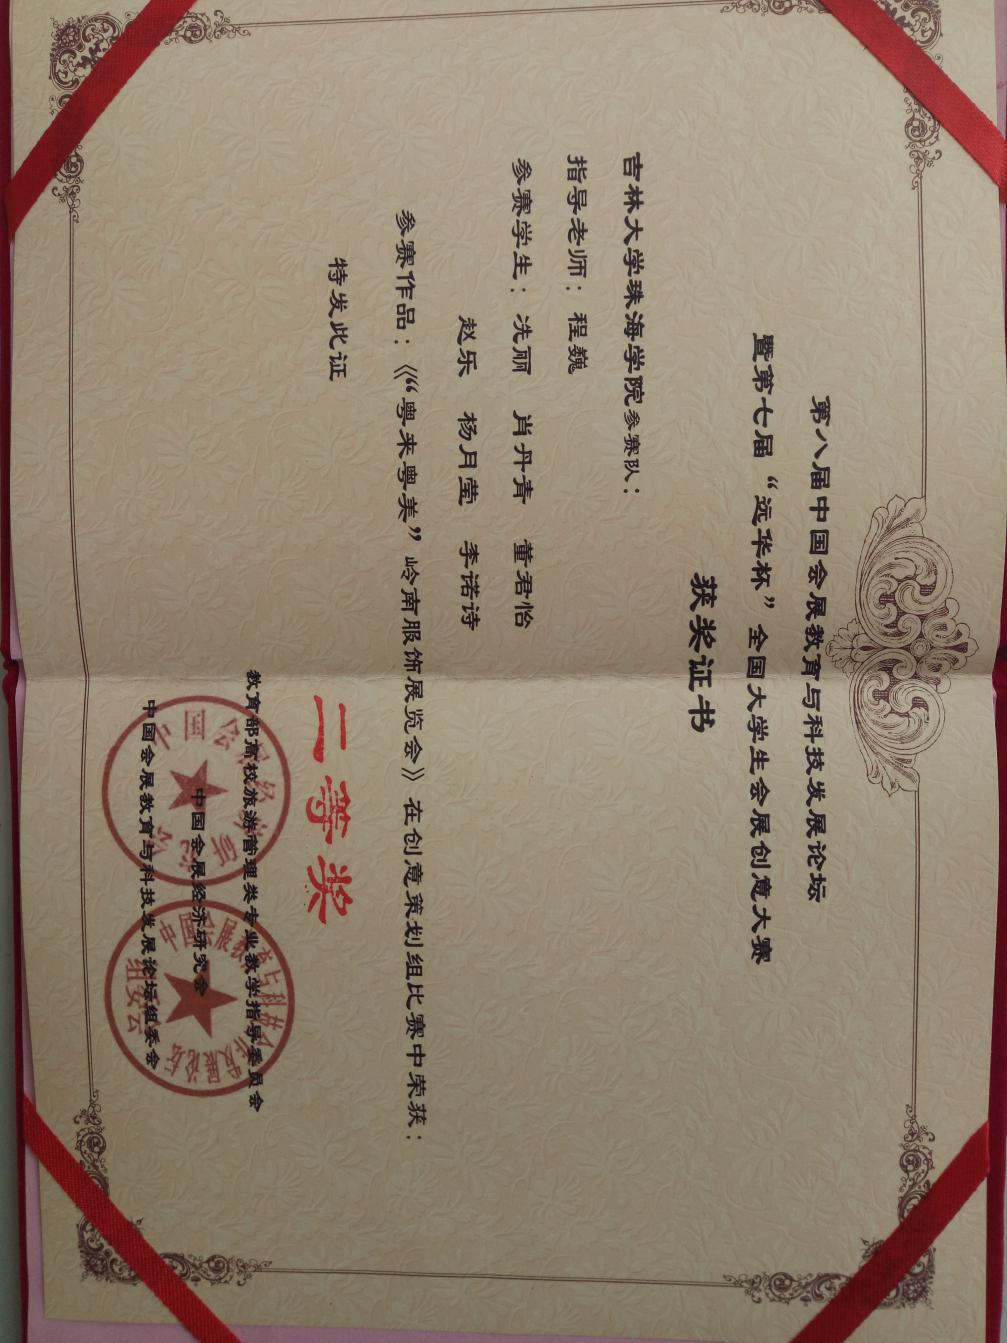 第八届中国会展教育与科技发展论坛
暨第七届“远华杯”全国大学生会展创意大赛
获奖证书
吉林大学珠海学院参赛队：
指导老师：程巍
参赛学生：冼丽 肖丹青 董君怡
赵乐 杨月莹 李诺诗
参赛作品：《“粤来粤美”岭南服饰展览会》在创意策划组比赛中荣获：
二等奖
特发此证
教育部高校旅游管理类专业教学指导委员会
中国会展经济研究会
中国会展教育与科技发展论坛组委会